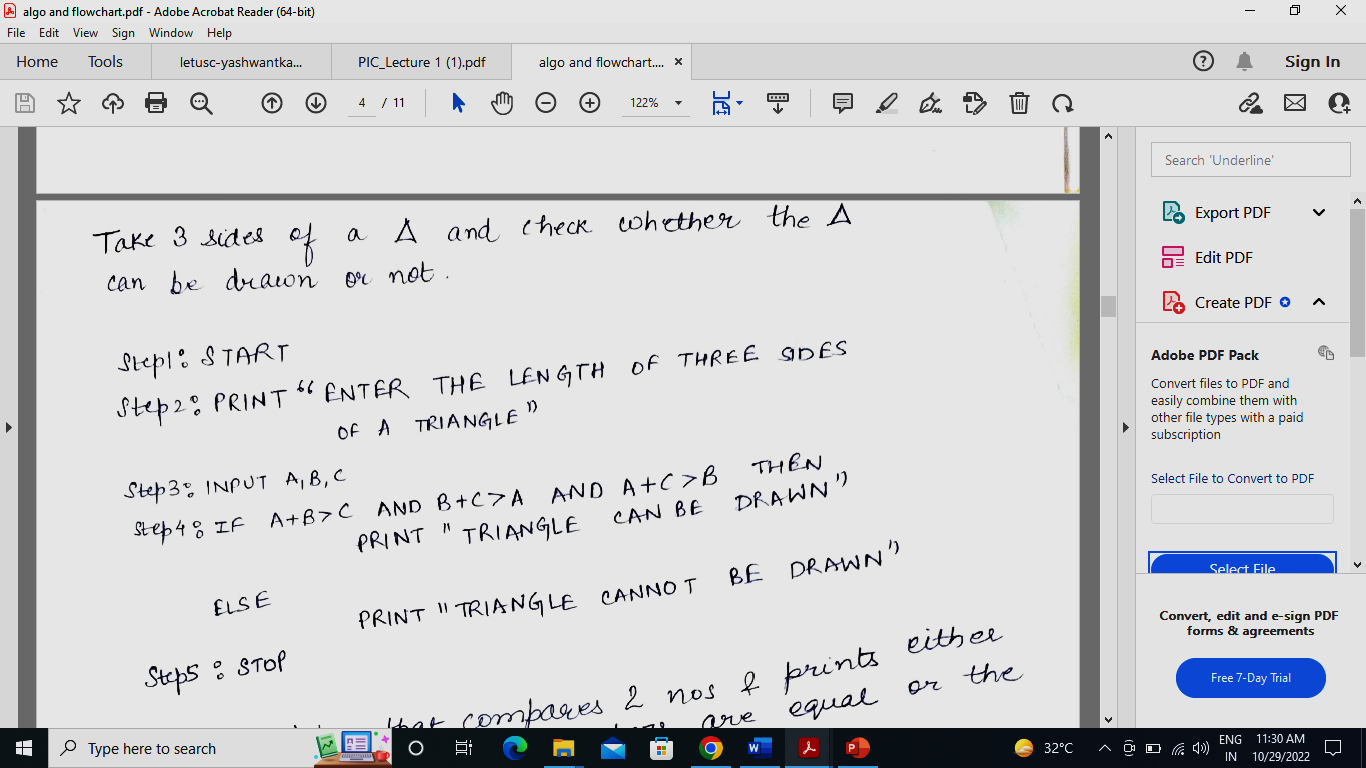 algo and flowchart.pdf - Adobe Acrobat Reader (64-bit)
File Edit View Sign Window Help
Home Tools letusc-yashwantka... PIC_Lecture 1 (1).pdf algo and flowchart.... × Sign In
4 / 11 122%
Search 'Underline'
Export PDF
Edit PDF
Create PDF
Adobe PDF Pack
Convert files to PDF and
easily combine them with
other file types with a paid
subscription
Select File to Convert to PDF
Select File
Convert, edit and e-sign PDF
forms & agreements
Free 7-Day Trial
Take 3 sides of a Δ and check whether the Δ
can be drawn or not.
Step1: START
Step2: PRINT "ENTER THE LENGTH OF THREE SIDES
OF A TRIANGLE"
Step3: INPUT A,B,C
Step4: IF A+B>C AND B+C>A AND A+C>B THEN
PRINT "TRIANGLE CAN BE DRAWN"
ELSE PRINT "TRIANGLE CANNOT BE DRAWN"
Step5: STOP
that compares 2 nos & prints either
are equal or the
Type here to search
32°C ENG 11:30 AM
IN 10/29/2022